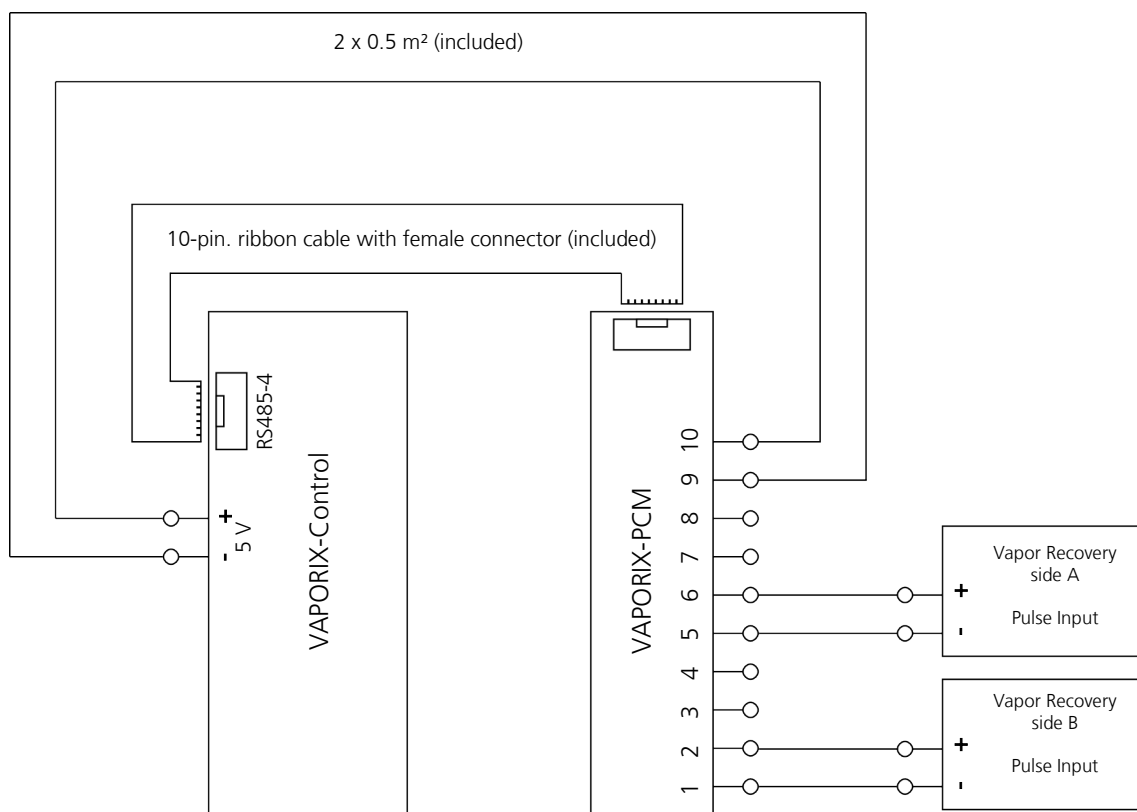 2 x 0.5 m² (included)
10-pin. ribbon cable with female connector (included)
RS485-4
VAPORIX-Control
+
5 V
-
VAPORIX-PCM
10
9
8
7
6
5
4
3
2
1
Vapor Recovery
side A
+
Pulse Input
-
Vapor Recovery
side B
+
Pulse Input
-